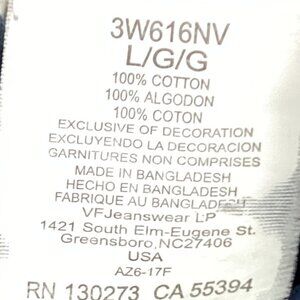 3W616NV
L/G/G
100% COTTON
100% ALGODON
100% COTON
EXCLUSIVE OF DECORATION
EXCLUYENDO LA DECORACION
GARNITURES NON COMPRISES
MADE IN BANGLADESH
HECHO EN BANGLADESH
FABRIQUE AU BANGLADESH
VFJeanswear LP
1421 South Elm-Eugene St.
Greensboro,NC27406
USA
AZ6-17F
RN 130273 CA 55394